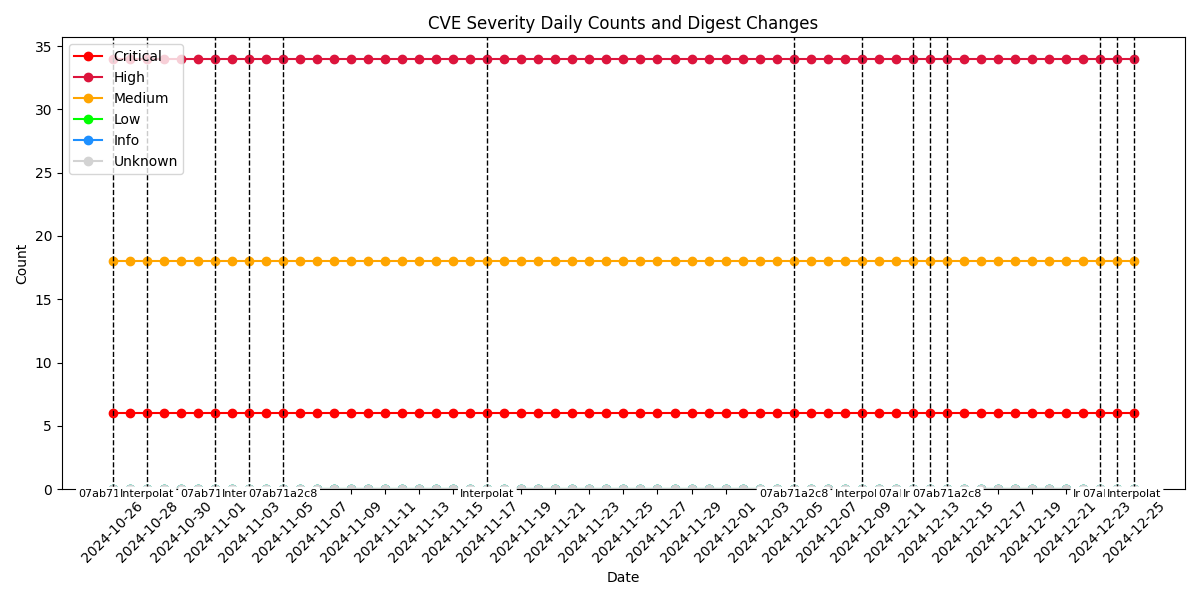 CVE Severity Daily Counts and Digest Changes
Critical
High
Medium
Low
Info
Unknown
Count
35
30
25
20
15
10
5
0
07ab71
Interpolat
07ab71
Inter
07ab71a2c8
Interpolat
07ab71a2c8
Interpol
07a
Ir
07ab71a2c8
Ir
07a
Interpolat
2024-10-26
2024-10-28
2024-10-30
2024-11-01
2024-11-03
2024-11-05
2024-11-07
2024-11-09
2024-11-11
2024-11-13
2024-11-15
2024-11-17
2024-11-19
2024-11-21
2024-11-23
2024-11-25
2024-11-27
2024-11-29
2024-12-01
2024-12-03
2024-12-05
2024-12-07
2024-12-09
2024-12-11
2024-12-13
2024-12-15
2024-12-17
2024-12-19
2024-12-21
2024-12-23
2024-12-25
Date